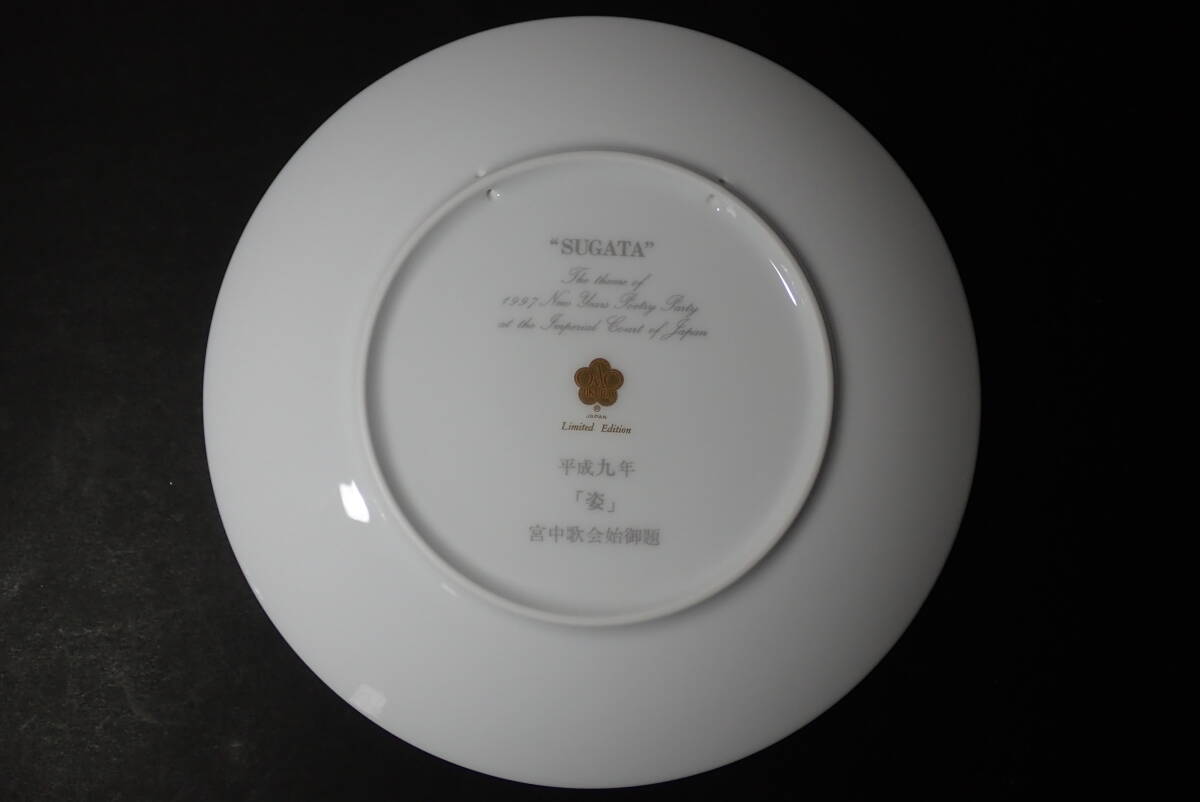 “SUGATA”
The theme of
1997 New Years Poetry Party
at the Imperial Court of Japan
JAPAN
Limited Edition
平成九年
「姿」
宮中歌会始御題